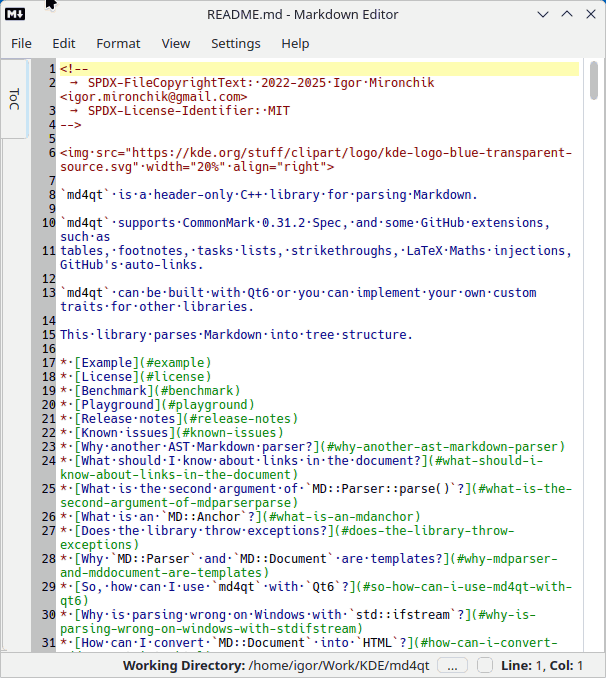 README.md - Markdown Editor
File Edit Format View Settings Help
ToC
1 <!--
2 → SPDX-FileCopyrightText:·2022-2025·Igor·Mironchik
<igor.mironchik@gmail.com>
3 → SPDX-License-Identifier:·MIT
4 -->
5
6 <img·src="https://kde.org/stuff/clipart/logo/kde-logo-blue-transparent-
source.svg"·width="20%"·align="right">
7
8 `md4qt`·is·a·header-only·C++·library·for·parsing·Markdown.
9
10 `md4qt`·supports·CommonMark·0.31.2·Spec,·and·some·GitHub·extensions,
such·as
11 tables,·footnotes,·tasks·lists,·strikethroughs,·LaTeX·Maths·injections,
GitHub's·auto-links.
12
13 `md4qt`·can·be·built·with·Qt6·or·you·can·implement·your·own·custom
traits·for·other·libraries.
14
15 This·library·parses·Markdown·into·tree·structure.
16
17 *·[Example](#example)
18 *·[License](#license)
19 *·[Benchmark](#benchmark)
20 *·[Playground](#playground)
21 *·[Release·notes](#release-notes)
22 *·[Known·issues](#known-issues)
23 *·[Why·another·AST·Markdown·parser?](#why-another-ast-markdown-parser)
24 *·[What·should·I·know·about·links·in·the·document?](#what-should-i-
know-about-links-in-the-document)
25 *·[What·is·the·second·argument·of·`MD::Parser::parse()`?](#what-is-the-
second-argument-of-mdparserparse)
26 *·[What·is·an·`MD::Anchor`?](#what-is-an-mdanchor)
27 *·[Does·the·library·throw·exceptions?](#does-the-library-throw-
exceptions)
28 *·[Why·`MD::Parser`·and·`MD::Document`·are·templates?](#why-mdparser-
and-mddocument-are-templates)
29 *·[So,·how·can·I·use·`md4qt`·with·`Qt6`?](#so-how-can-i-use-md4qt-with-
qt6)
30 *·[Why·is·parsing·wrong·on·Windows·with·`std::ifstream`?](#why-is-
parsing-wrong-on-windows-with-stdifstream)
31 *·[How·can·I·convert·`MD::Document`·into·`HTML`?](#how-can-i-convert-
Working Directory: /home/igor/Work/KDE/md4qt ... Line: 1, Col: 1